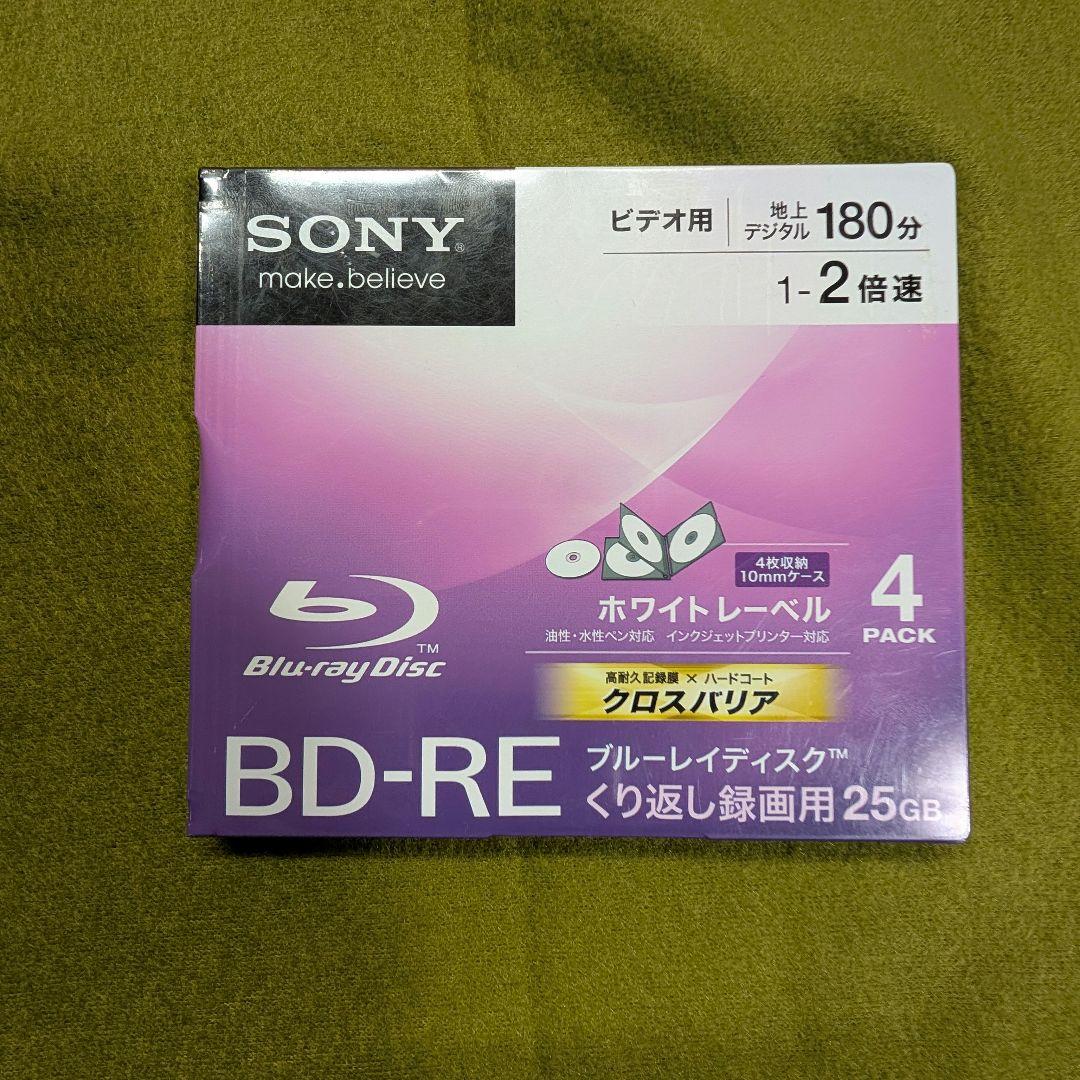 SONY®
make.believe
ビデオ用
地上
デジタル 180分
1-2倍速
4枚収納
10mmケース
ホワイトレーベル
油性・水性ペン対応 インクジェットプリンター対応
4
PACK
高耐久記録膜 × ハードコート
クロスバリア
Blu-ray Disc™
BD-RE
ブルーレイディスク™
くり返し録画用 25GB